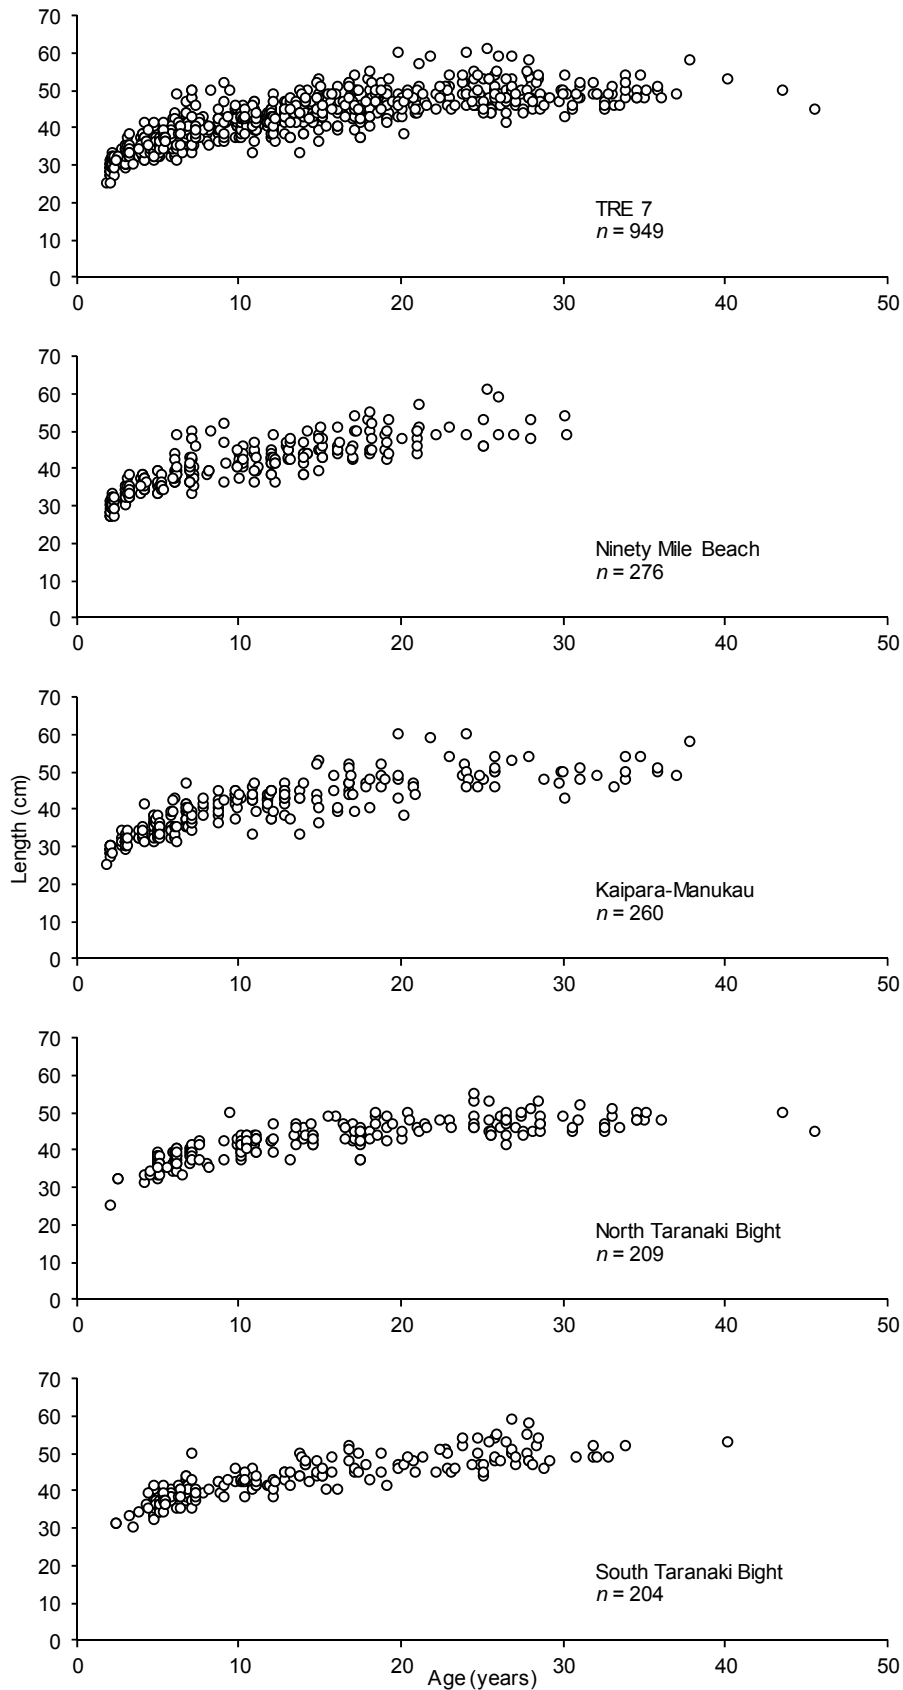 70
60
50
40
30
20
10
0
TRE 7
n = 949
0 10 20 30 40 50
70
60
50
40
30
20
10
0
Ninety Mile Beach
n = 276
0 10 20 30 40 50
Length (cm)
70
60
50
40
30
20
10
0
Kaipara-Manukau
n = 260
0 10 20 30 40 50
70
60
50
40
30
20
10
0
North Taranaki Bight
n = 209
0 10 20 30 40 50
70
60
50
40
30
20
10
0
South Taranaki Bight
n = 204
0 10 20 30 40 50
Age (years)